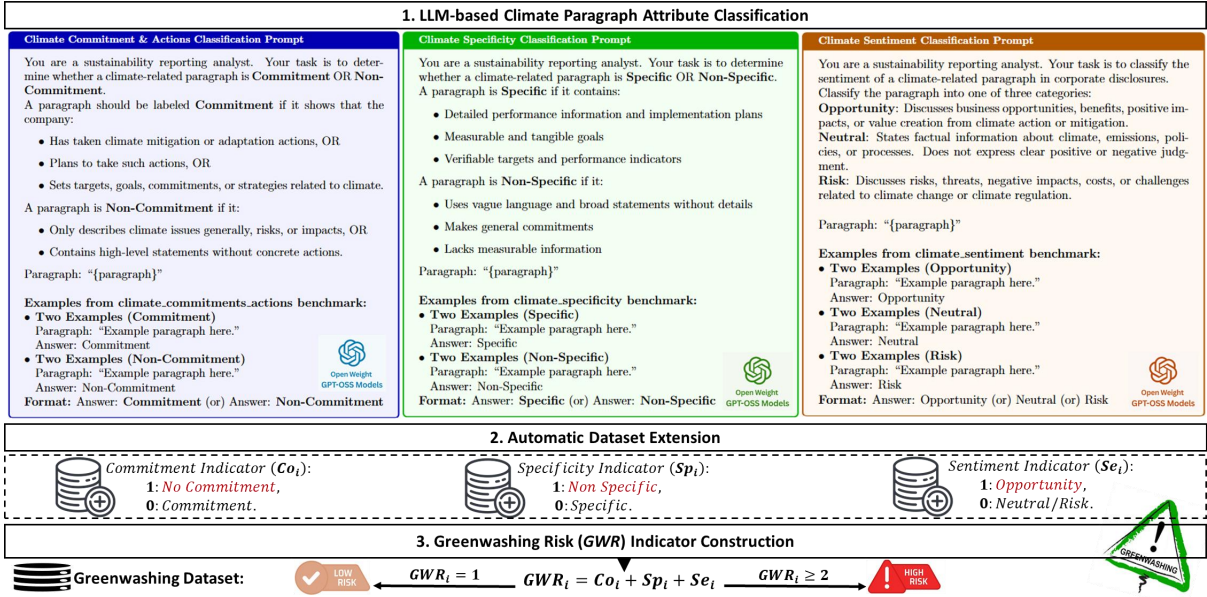 1. LLM-based Climate Paragraph Attribute Classification
Climate Commitment & Actions Classification Prompt
You are a sustainability reporting analyst. Your task is to deter-
mine whether a climate-related paragraph is Commitment OR Non-
Commitment.
A paragraph should be labeled Commitment if it shows that the
company:
• Has taken climate mitigation or adaptation actions, OR
• Plans to take such actions, OR
• Sets targets, goals, commitments, or strategies related to climate.
A paragraph is Non-Commitment if it:
• Only describes climate issues generally, risks, or impacts, OR
• Contains high-level statements without concrete actions.
Paragraph: "{paragraph}"
Examples from climate_commitments_actions benchmark:
• Two Examples (Commitment)
Paragraph: "Example paragraph here."
Answer: Commitment
• Two Examples (Non-Commitment)
Paragraph: "Example paragraph here."
Answer: Non-Commitment
Format: Answer: Commitment (or) Answer: Non-Commitment
Open Weight
GPT-OSS Models
Climate Specificity Classification Prompt
You are a sustainability reporting analyst. Your task is to determine
whether a climate-related paragraph is Specific OR Non-Specific.
A paragraph is Specific if it contains:
• Detailed performance information and implementation plans
• Measurable and tangible goals
• Verifiable targets and performance indicators
A paragraph is Non-Specific if it:
• Uses vague language and broad statements without details
• Makes general commitments
• Lacks measurable information
Paragraph: "{paragraph}"
Examples from climate_specificity benchmark:
• Two Examples (Specific)
Paragraph: "Example paragraph here."
Answer: Specific
• Two Examples (Non-Specific)
Paragraph: "Example paragraph here."
Answer: Non-Specific
Format: Answer: Specific (or) Answer: Non-Specific
Open Weight
GPT-OSS Models
Climate Sentiment Classification Prompt
You are a sustainability reporting analyst. Your task is to classify the
sentiment of a climate-related paragraph in corporate disclosures.
Classify the paragraph into one of three categories:
Opportunity: Discusses business opportunities, benefits, positive im-
pacts, or value creation from climate action or mitigation.
Neutral: States factual information about climate, emissions, poli-
cies, or processes. Does not express clear positive or negative judg-
ment.
Risk: Discusses risks, threats, negative impacts, costs, or challenges
related to climate change or climate regulation.
Paragraph: "{paragraph}"
Examples from climate_sentiment benchmark:
• Two Examples (Opportunity)
Paragraph: "Example paragraph here."
Answer: Opportunity
• Two Examples (Neutral)
Paragraph: "Example paragraph here."
Answer: Neutral
• Two Examples (Risk)
Paragraph: "Example paragraph here."
Answer: Risk
Format: Answer: Opportunity (or) Neutral (or) Risk
Open Weight
GPT-OSS Models
2. Automatic Dataset Extension
Commitment Indicator (Co_i):
1: No Commitment,
0: Commitment.
Specificity Indicator (Sp_i):
1: Non Specific,
0: Specific.
Sentiment Indicator (Se_i):
1: Opportunity,
0: Neutral/Risk.
3. Greenwashing Risk (GWR) Indicator Construction
GREENWASHING
Greenwashing Dataset:
LOW
RISK
GWR_i = 1
GWR_i = Co_i + Sp_i + Se_i
GWR_i ≥ 2
HIGH
RISK